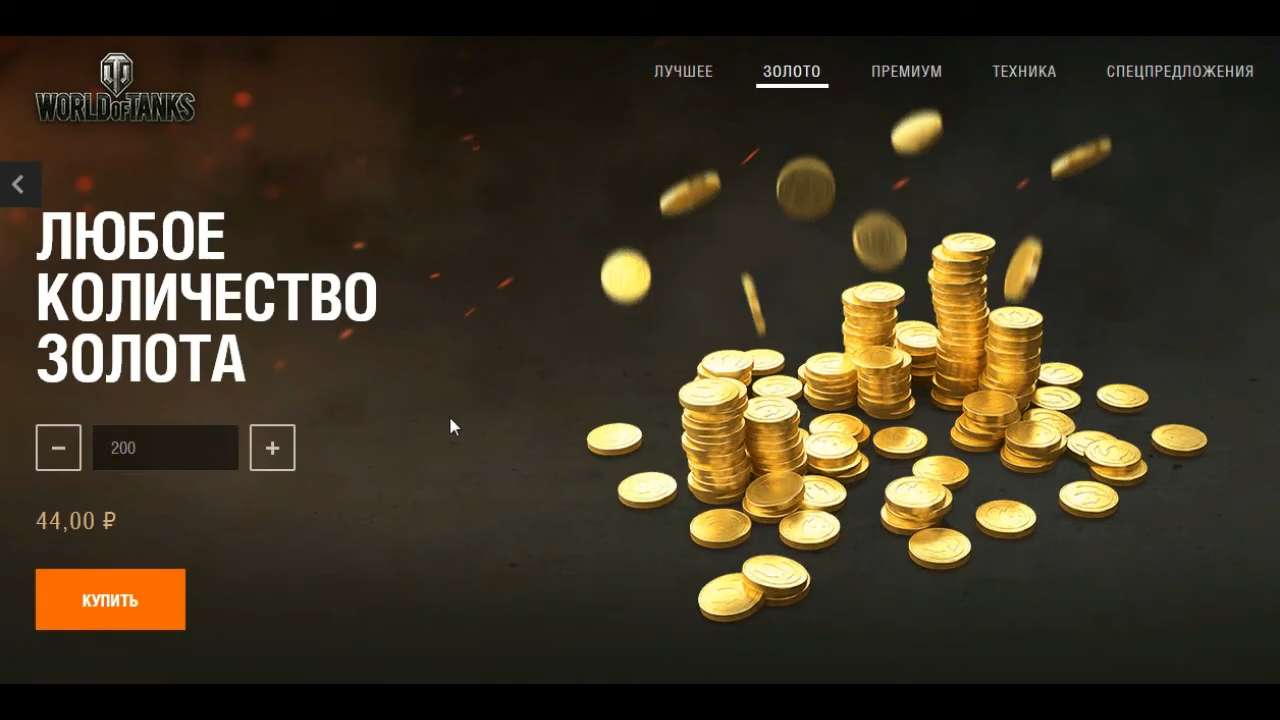 WORLD OF TANKS
ЛУЧШЕЕ
ЗОЛОТО
ПРЕМИУМ
ТЕХНИКА
СПЕЦПРЕДЛОЖЕНИЯ
ЛЮБОЕ
КОЛИЧЕСТВО
ЗОЛОТА
− 200 +
44,00 ₽
КУПИТЬ